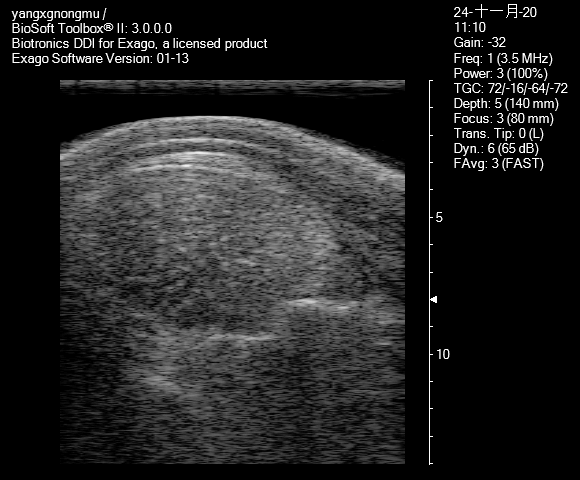 yangxgnongmu /
BioSoft Toolbox® II: 3.0.0.0
Biotronics DDI for Exago, a licensed product
Exago Software Version: 01-13
24-十一月-20
11:10
Gain: -32
Freq: 1 (3.5 MHz)
Power: 3 (100%)
TGC: 72/-16/-64/-72
Depth: 5 (140 mm)
Focus: 3 (80 mm)
Trans. Tip: 0 (L)
Dyn.: 6 (65 dB)
FAvg: 3 (FAST)
5
10